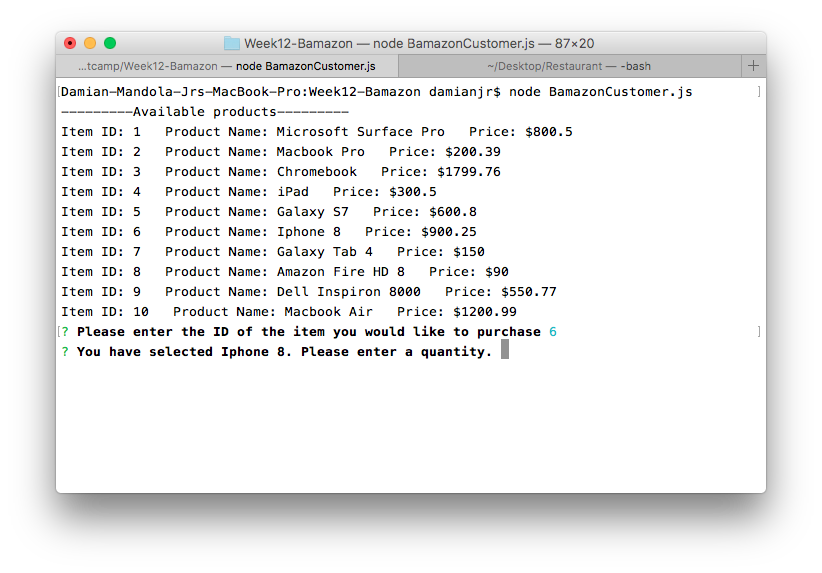 Week12-Bamazon — node BamazonCustomer.js — 87×20
...tcamp/Week12-Bamazon — node BamazonCustomer.js
~/Desktop/Restaurant — -bash
+
[Damian-Mandola-Jrs-MacBook-Pro:Week12-Bamazon damianjr$ node BamazonCustomer.js ]
---------Available products---------
Item ID: 1  Product Name: Microsoft Surface Pro   Price: $800.5
Item ID: 2  Product Name: Macbook Pro   Price: $200.39
Item ID: 3  Product Name: Chromebook   Price: $1799.76
Item ID: 4  Product Name: iPad   Price: $300.5
Item ID: 5  Product Name: Galaxy S7   Price: $600.8
Item ID: 6  Product Name: Iphone 8   Price: $900.25
Item ID: 7  Product Name: Galaxy Tab 4   Price: $150
Item ID: 8  Product Name: Amazon Fire HD 8   Price: $90
Item ID: 9  Product Name: Dell Inspiron 8000   Price: $550.77
Item ID: 10  Product Name: Macbook Air   Price: $1200.99
[? Please enter the ID of the item you would like to purchase 6 ]
? You have selected Iphone 8. Please enter a quantity.